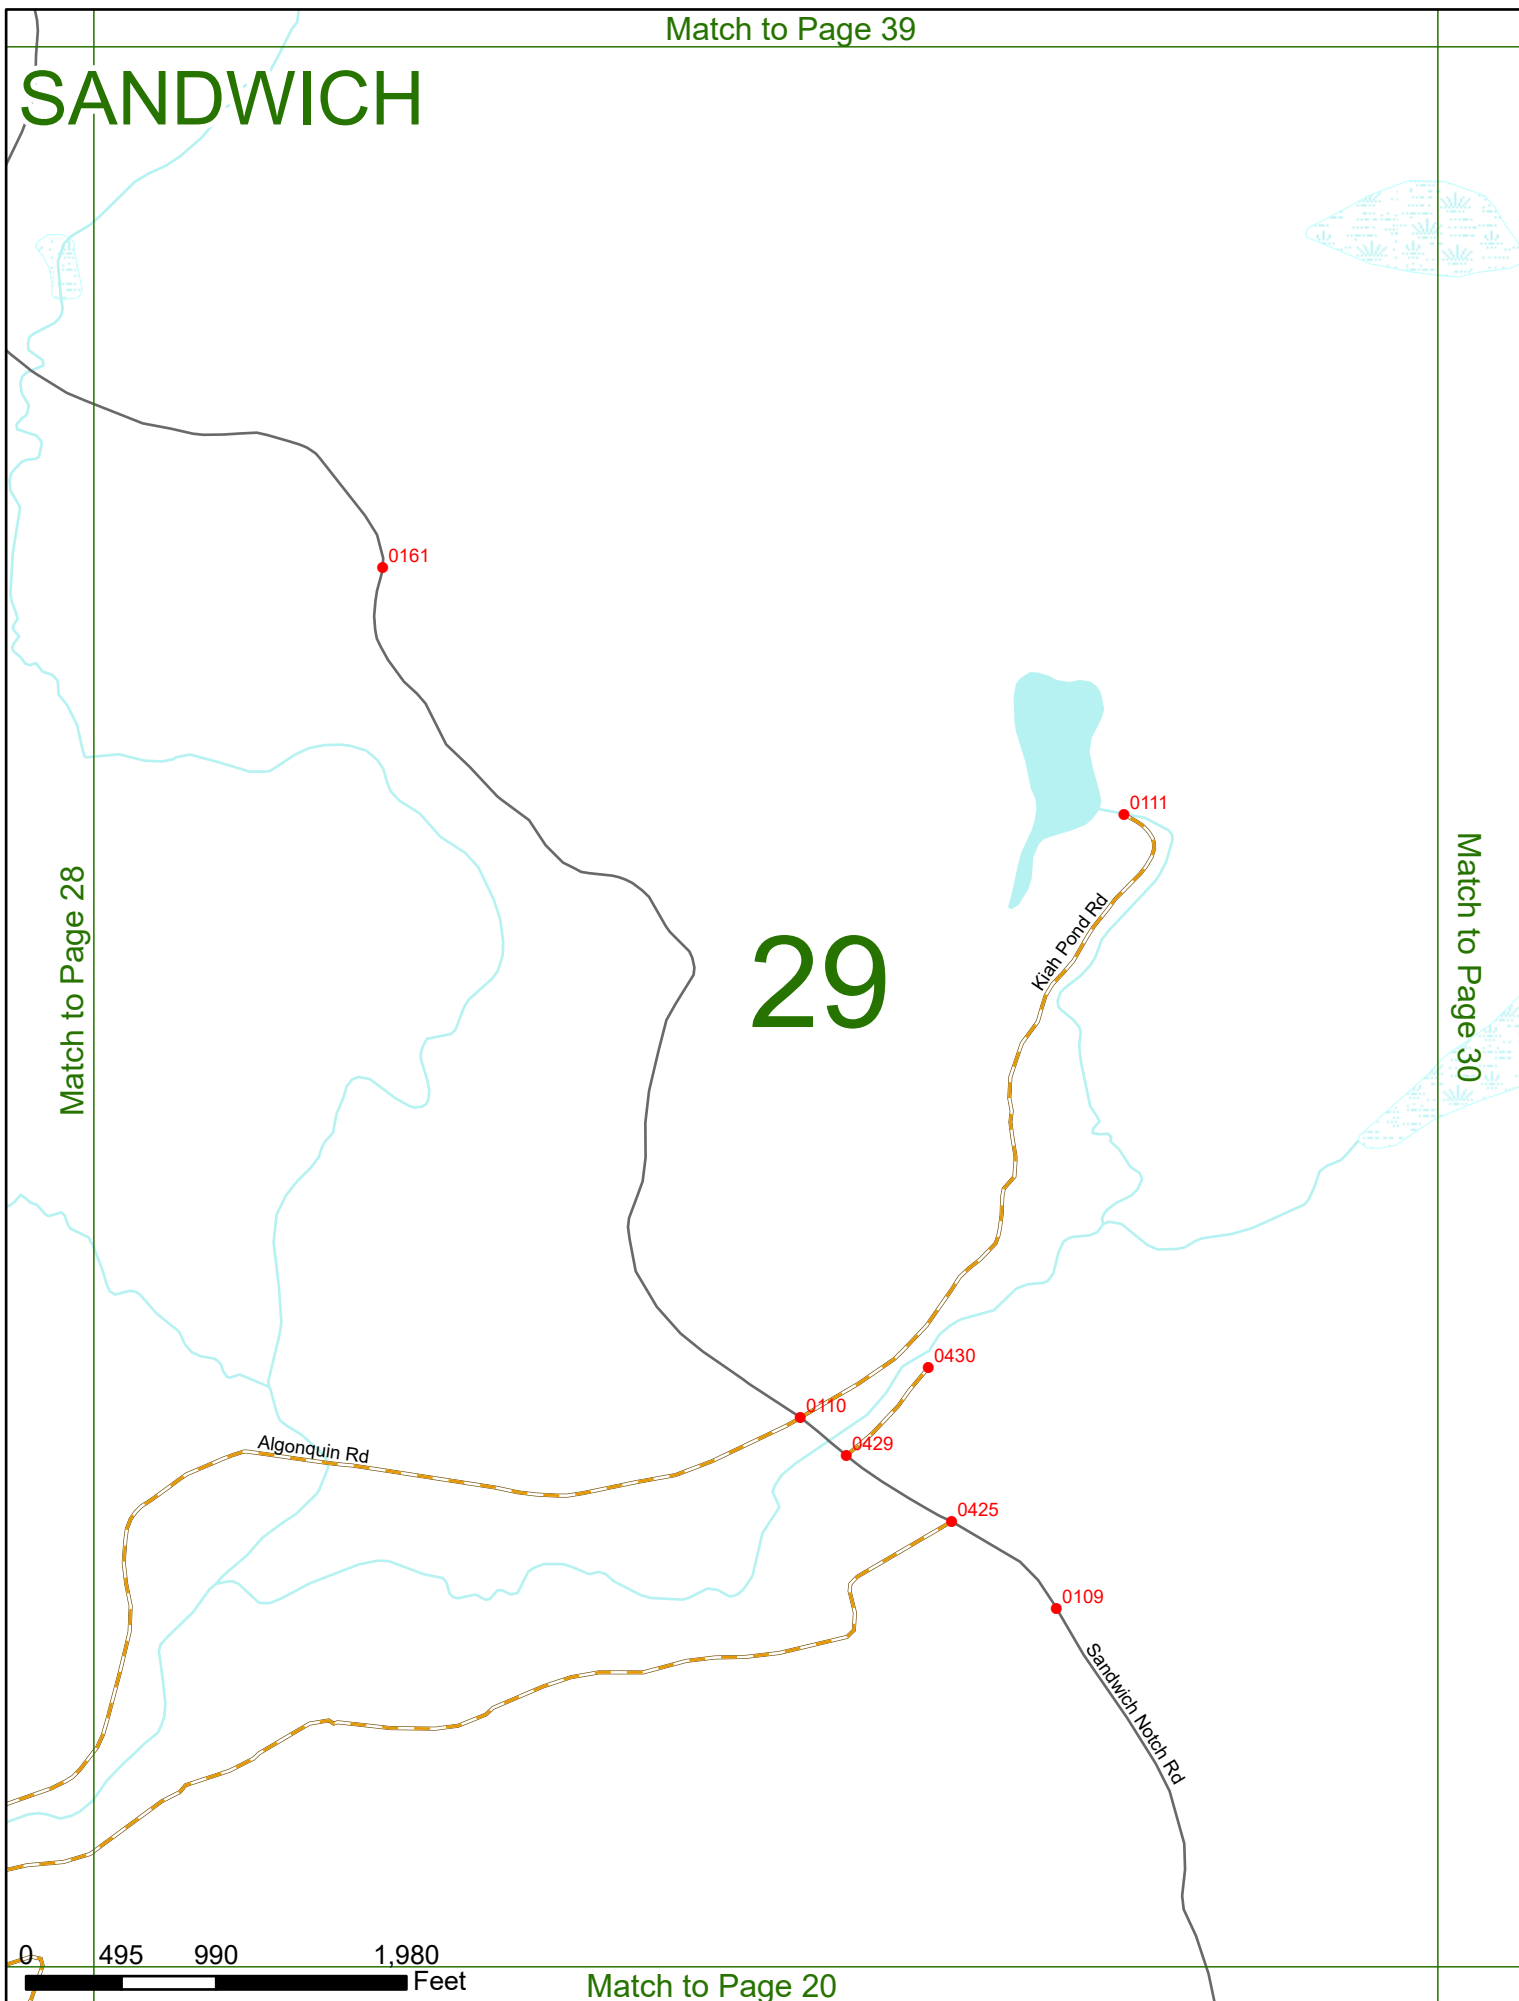 Match to Page 39
SANDWICH
0161
0111
Kiah Pond Rd
Match to Page 28
29
Match to Page 30
0430
0110
0429
Algonquin Rd
0425
0109
Sandwich Notch Rd
0 495 990 1,980
Feet
Match to Page 20